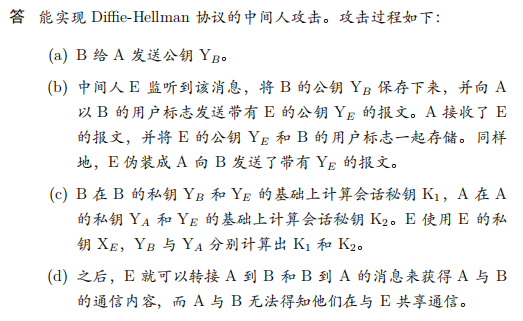 答 能实现 Diffie-Hellman 协议的中间人攻击。攻击过程如下:
(a) B 给 A 发送公钥 Y_B。
(b) 中间人 E 监听到该消息，将 B 的公钥 Y_B 保存下来，并向 A
以 B 的用户标志发送带有 E 的公钥 Y_E 的报文。A 接收了 E
的报文，并将 E 的公钥 Y_E 和 B 的用户标志一起存储。同样
地，E 伪装成 A 向 B 发送了带有 Y_E 的报文。
(c) B 在 B 的私钥 Y_B 和 Y_E 的基础上计算会话秘钥 K₁，A 在 A
的私钥 Y_A 和 Y_E 的基础上计算会话秘钥 K₂。E 使用 E 的私
钥 X_E，Y_B 与 Y_A 分别计算出 K₁ 和 K₂。
(d) 之后，E 就可以转接 A 到 B 和 B 到 A 的消息来获得 A 与 B
的通信内容，而 A 与 B 无法得知他们在与 E 共享通信。